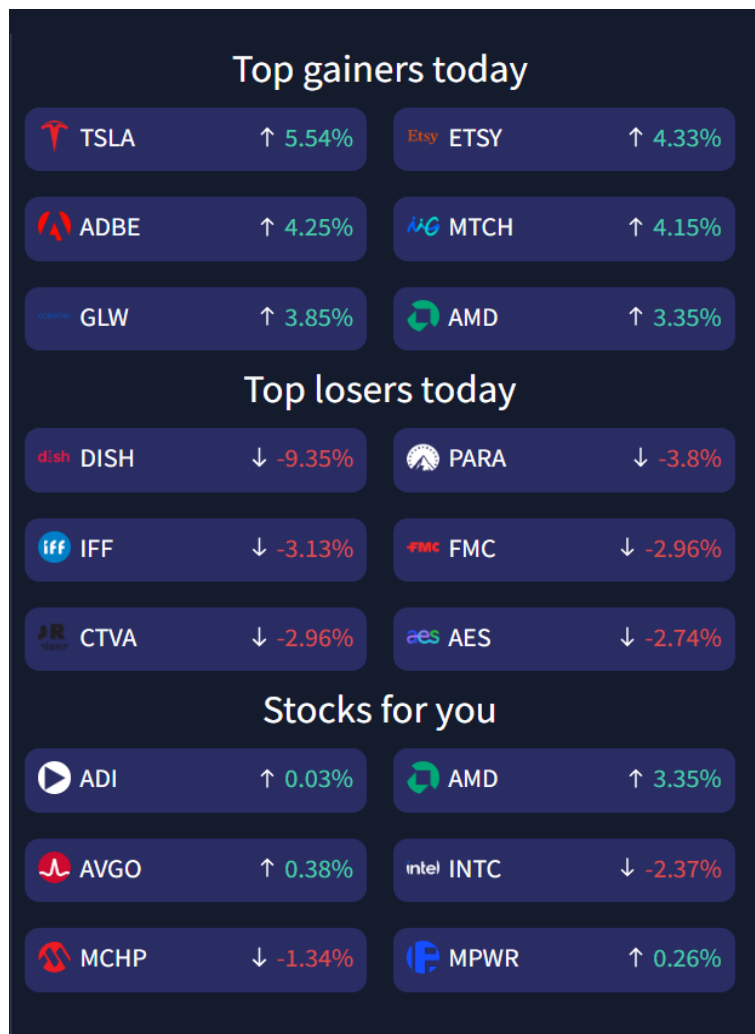 Top gainers today
TSLA ↑ 5.54% Etsy ETSY ↑ 4.33%
ADBE ↑ 4.25% MTCH ↑ 4.15%
GLW ↑ 3.85% AMD ↑ 3.35%
Top losers today
dish DISH ↓ -9.35% PARA ↓ -3.8%
iff IFF ↓ -3.13% FMC FMC ↓ -2.96%
CTVA ↓ -2.96% aes AES ↓ -2.74%
Stocks for you
ADI ↑ 0.03% AMD ↑ 3.35%
AVGO ↑ 0.38% intel INTC ↓ -2.37%
MCHP ↓ -1.34% MPWR ↑ 0.26%